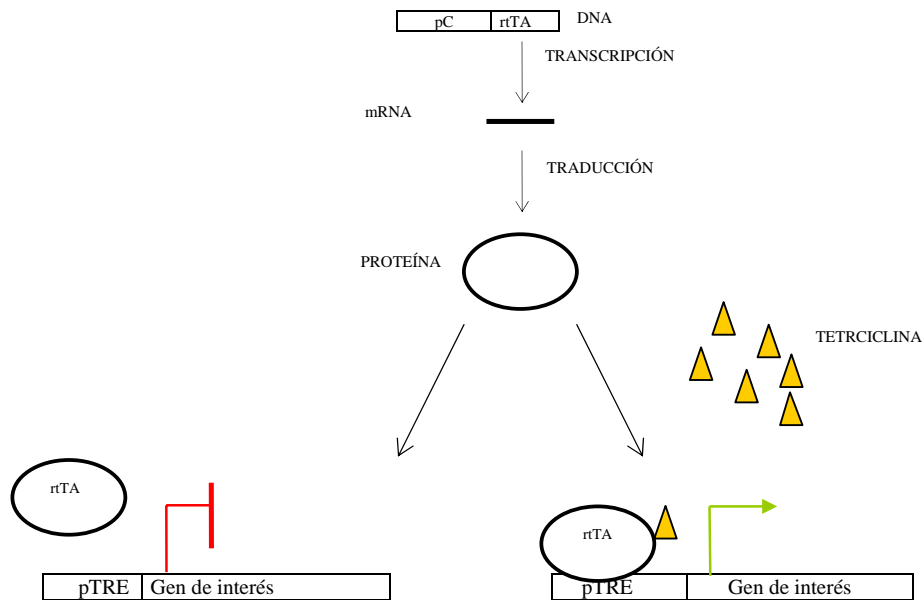 pC rtTA DNA
TRANSCRIPCIÓN
mRNA
TRADUCCIÓN
PROTEÍNA
TETRCICLINA
rtTA
rtTA
pTRE Gen de interés
pTRE Gen de interés